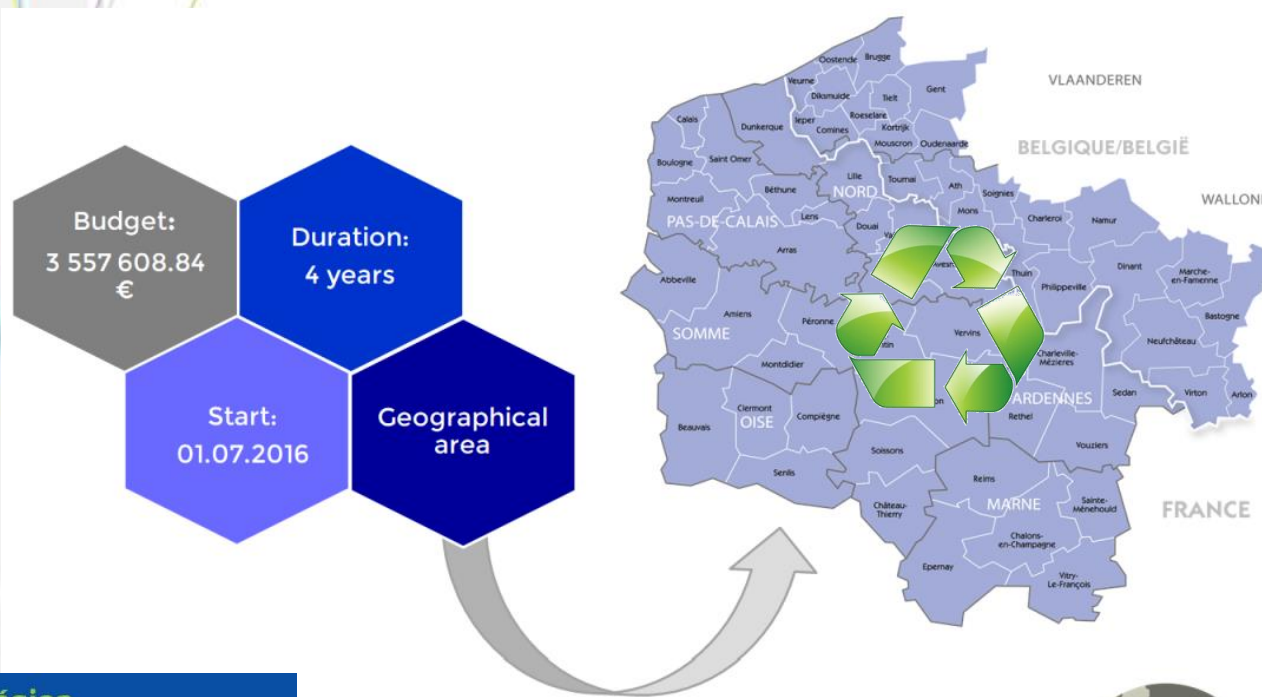 Budget:
3 557 608.84
€
Duration:
4 years
Start:
01.07.2016
Geographical
area
VLAANDEREN
BELGIQUE/BELGIË
FRANCE
Oostende
Brugge
Veurne
Diksmuide
Tielt
Gent
Calais
Dunkerque
Ieper
Roeselare
Comines
Kortrijk
Mouscron
Oudenaarde
Boulogne
Saint Omer
Lille
Tournai
Ath
Soignies
Béthune
NORD
Montreuil
PAS-DE-CALAIS
Lens
Douai
Mons
Charleroi
Namur
Arras
Thuin
Dinant
Marche-
en-Famenne
Philippeville
Abbeville
Bastogne
Amiens
Péronne
SOMME
Vervins
Neufchâteau
Montdidier
Charleville-
Mézieres
ARDENNES
Sedan
Virton
Arlon
Clermont
OISE
Compiègne
Rethel
Beauvais
Vouziers
Soissons
Senlis
Reims
Château-
Thierry
MARNE
Sainte-
Ménehould
Chalons-
en-Champagne
Epernay
Vitry-
Le-François